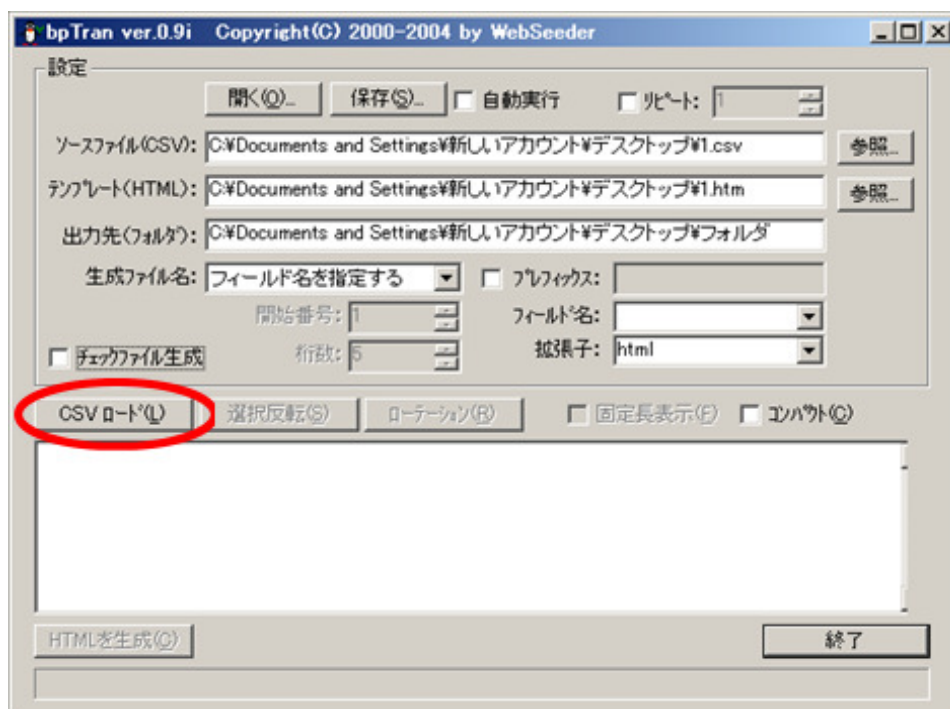 bpTran ver.0.9i Copyright(C) 2000-2004 by WebSeeder
設定
開く(O)... 保存(S)... 自動実行 リピート: 1
ソースファイル(CSV): C:¥Documents and Settings¥新しいアカウント¥デスクトップ¥1.csv 参照...
テンプレート(HTML): C:¥Documents and Settings¥新しいアカウント¥デスクトップ¥1.htm 参照...
出力先(フォルダ): C:¥Documents and Settings¥新しいアカウント¥デスクトップ¥フォルダ
生成ファイル名: フィールド名を指定する プレフィックス:
開始番号: 1 フィールド名:
チェックファイル生成 桁数: 5 拡張子: html
CSV ロード(L) 選択反転(S) ローテーション(R) 固定長表示(F) コンパクト(C)
HTMLを生成(G) 終了